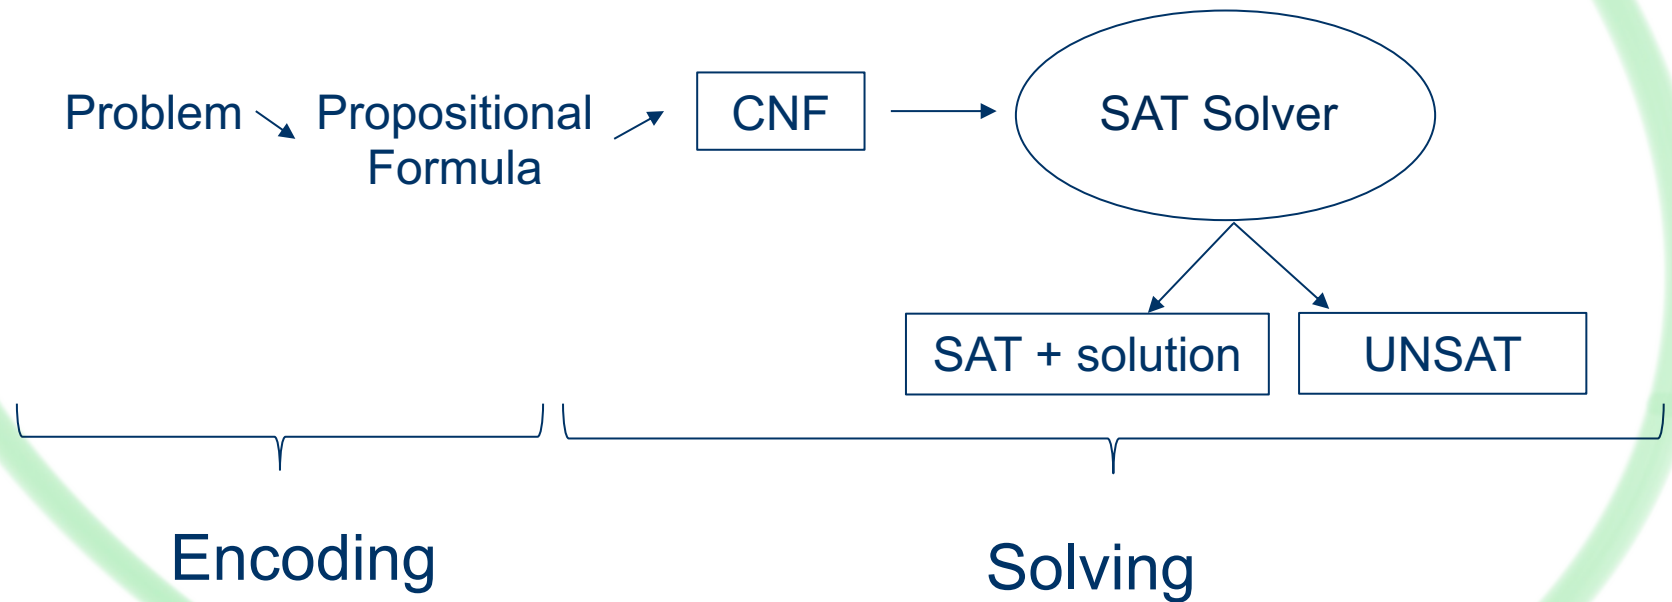 Problem
Propositional
Formula
CNF
SAT Solver
SAT + solution
UNSAT
Encoding
Solving